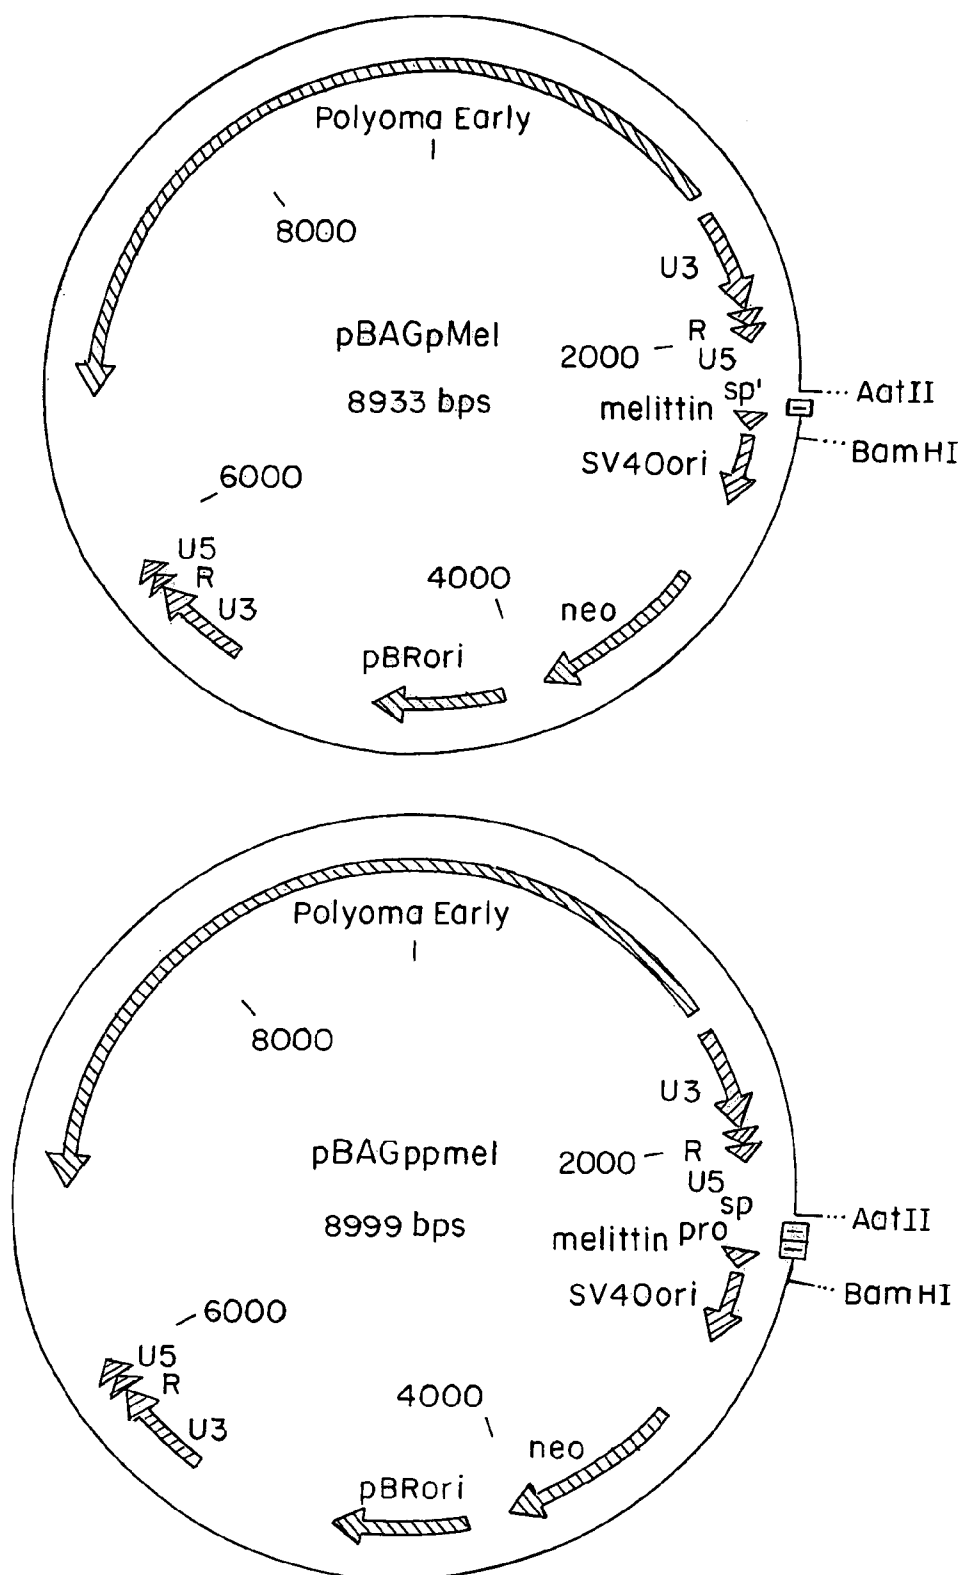 Polyoma Early
8000
U3
pBAGpMel
R
2000
U5
sp'
AatII
8933 bps
melittin
BamHI
SV40ori
6000
U5
4000
R
neo
U3
pBRori
Polyoma Early
8000
U3
pBAGppmel
R
2000
U5
sp
AatII
8999 bps
pro
melittin
SV40ori
BamHI
6000
U5
R
4000
U3
neo
pBRori